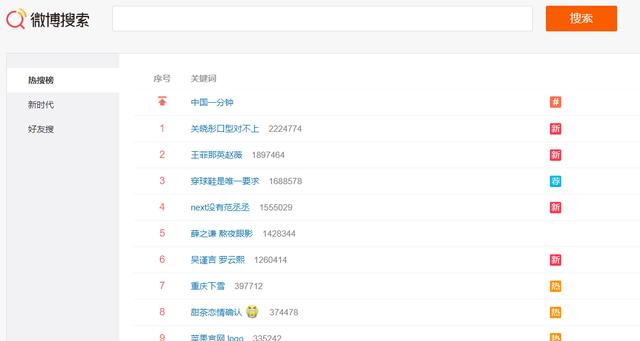 微博搜索
搜索
热搜榜
新时代
好友搜
序号 关键词
中国一分钟 #
1 关晓彤口型对不上 2224774 新
2 王菲那英赵薇 1897464 新
3 穿球鞋是唯一要求 1688578 荐
4 next没有范丞丞 1555029 新
5 薛之谦 熬夜眼影 1428344
6 吴谨言 罗云熙 1260414 新
7 重庆下雪 397712 热
8 甜茶恋情确认 374478 热
9 苹果官网 logo 335242 热